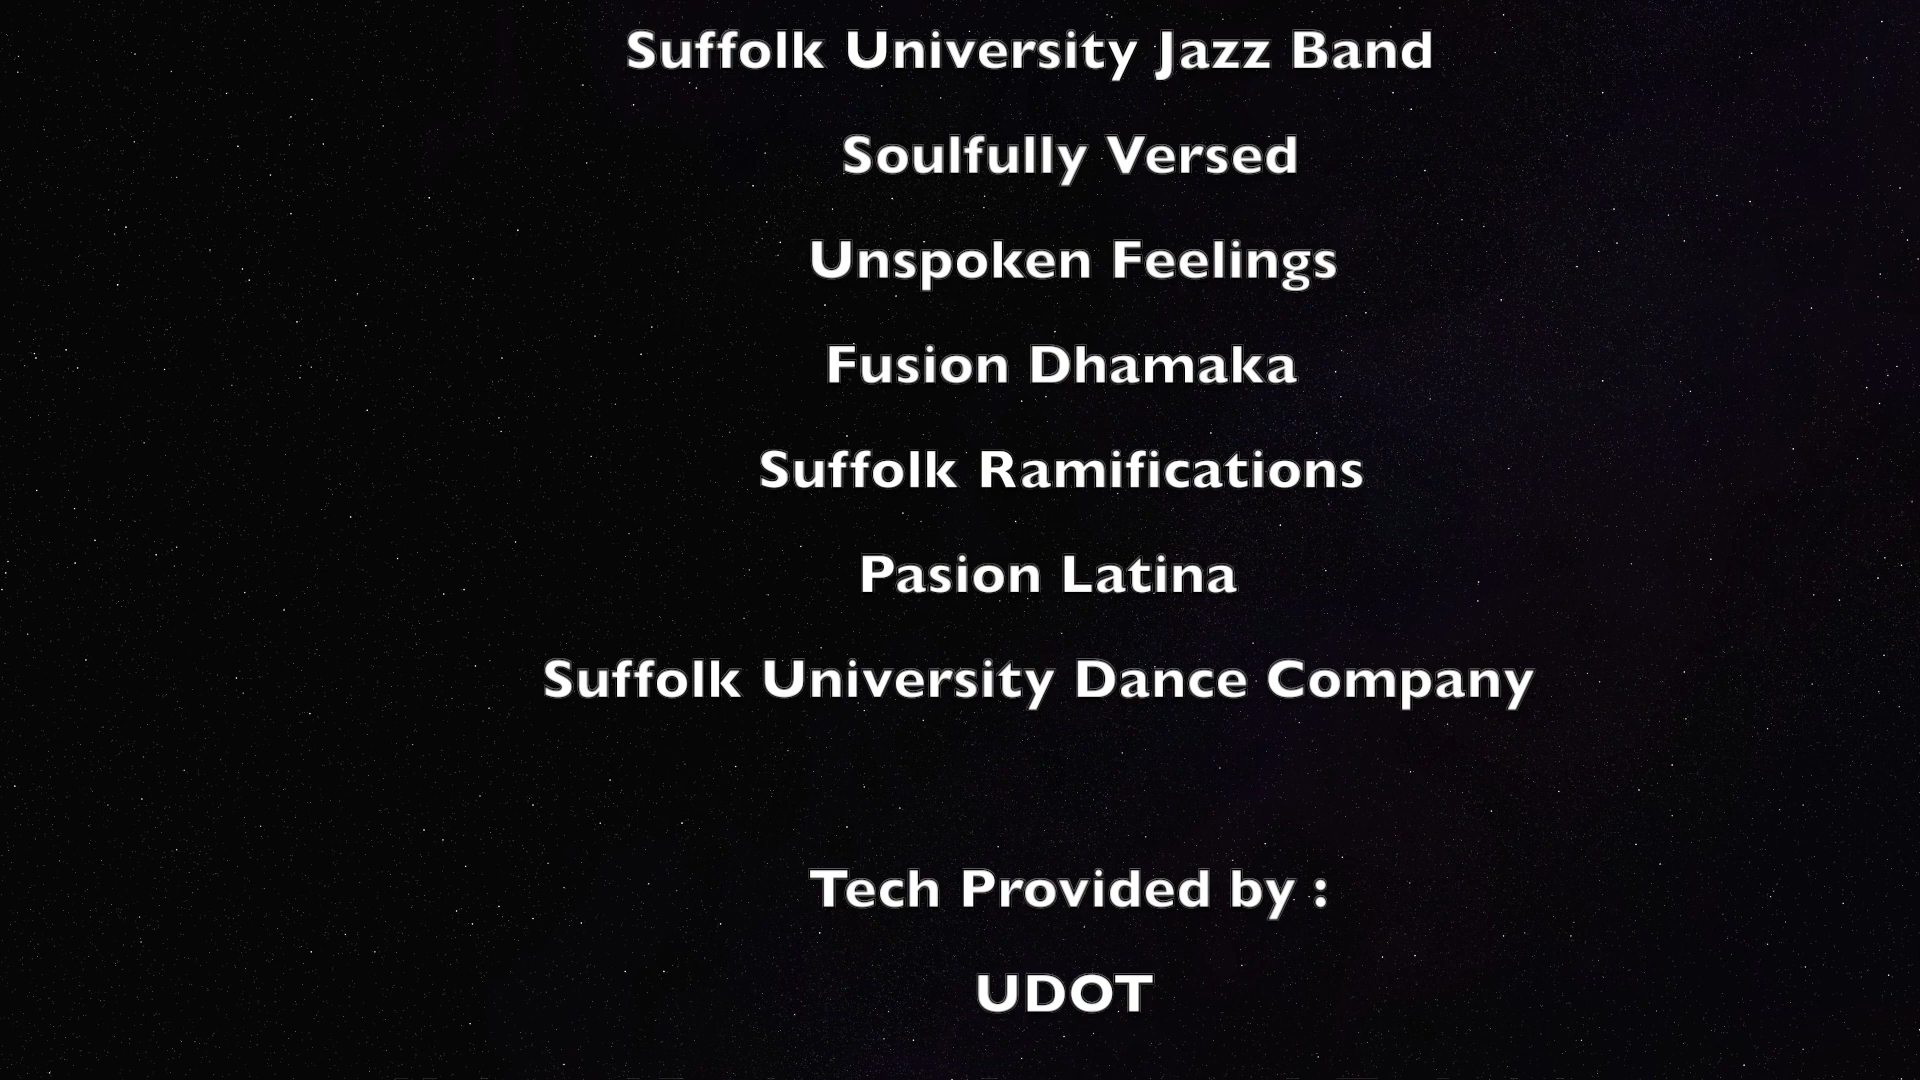 Suffolk University Jazz Band
Soulfully Versed
Unspoken Feelings
Fusion Dhamaka
Suffolk Ramifications
Pasion Latina
Suffolk University Dance Company
Tech Provided by :
UDOT